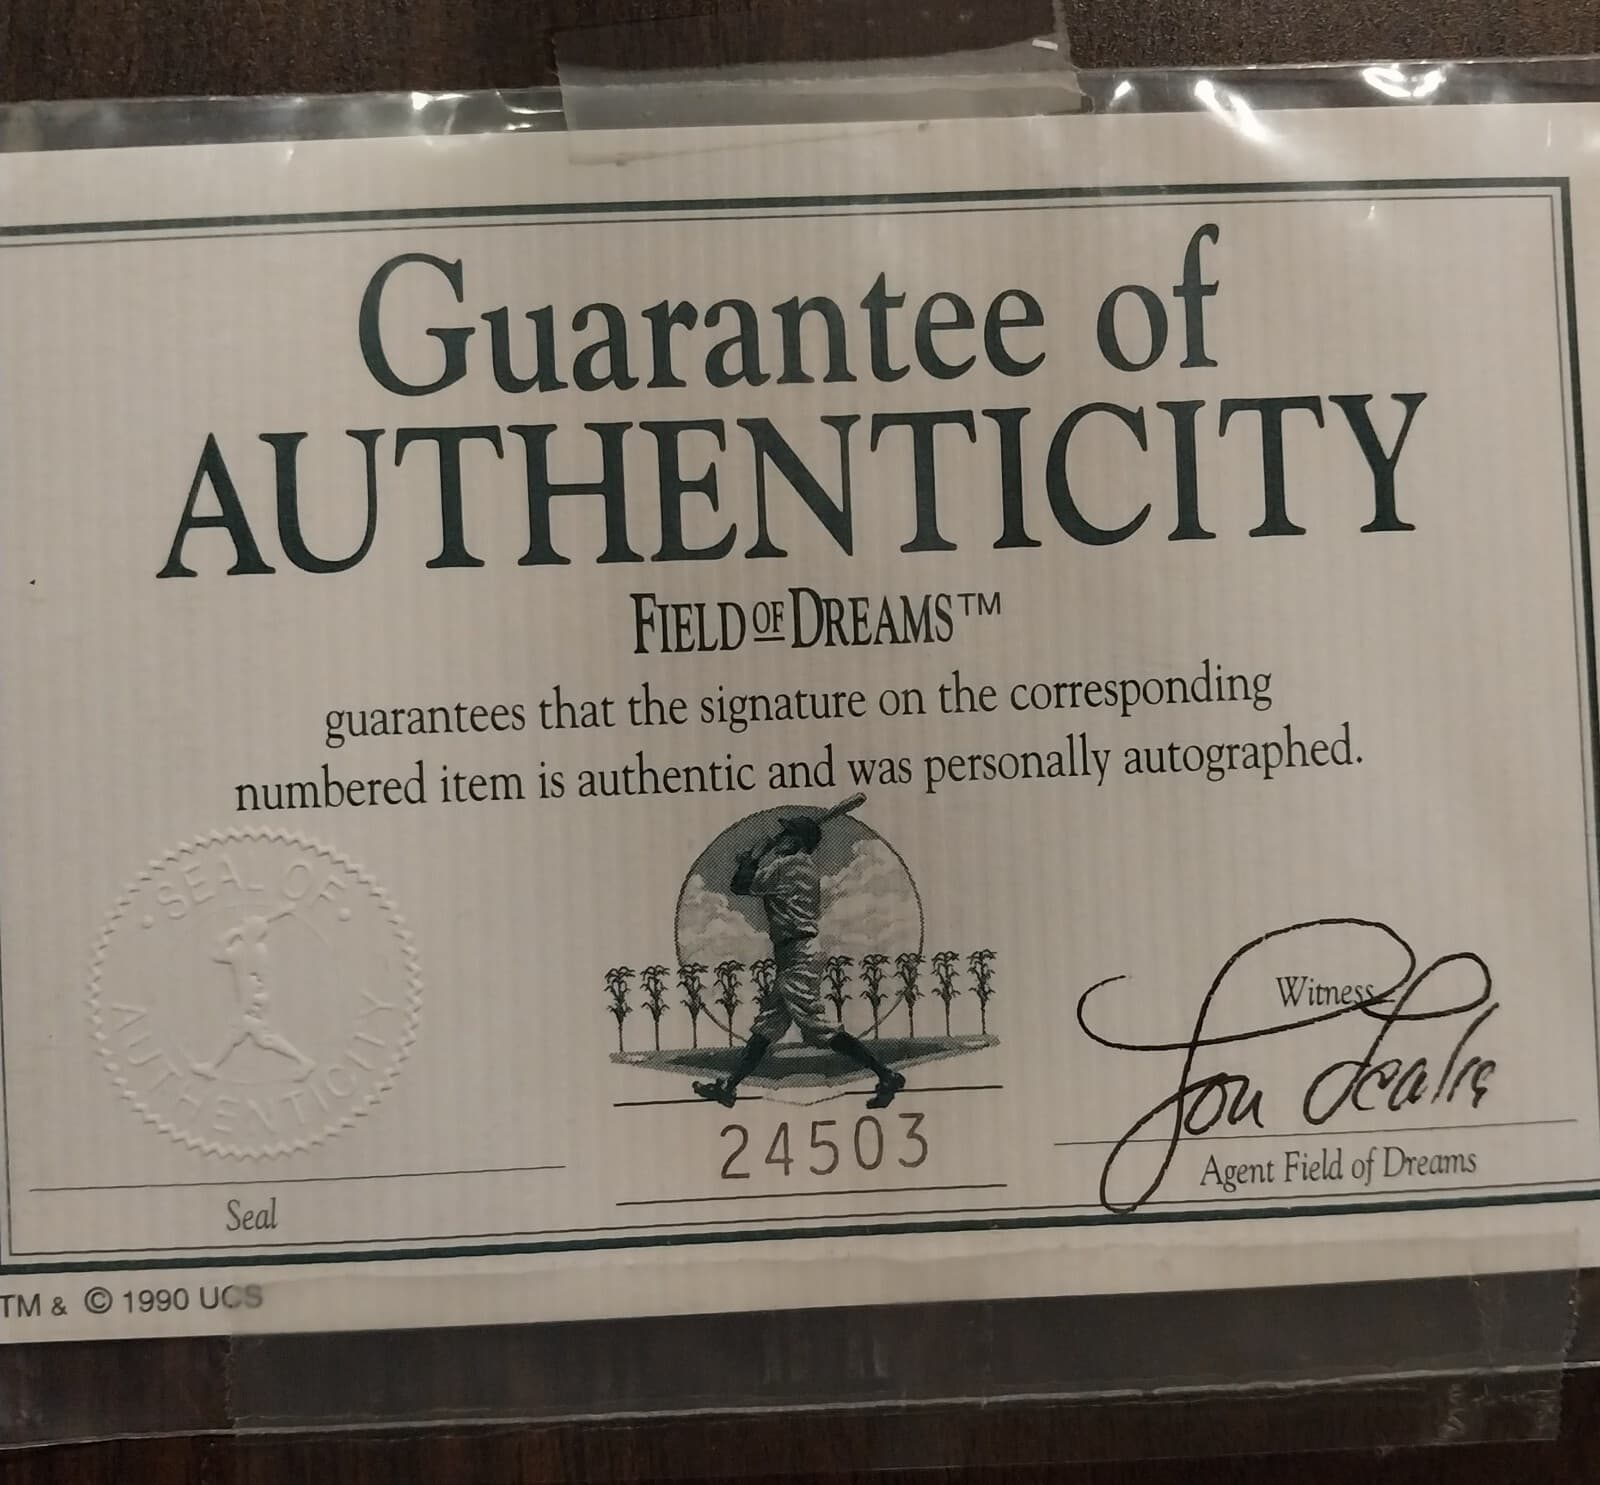 Guarantee of
AUTHENTICITY
FIELD OF DREAMS™
guarantees that the signature on the corresponding
numbered item is authentic and was personally autographed.
SEAL OF
AUTHENTICITY
Witness
24503
Agent Field of Dreams
Seal
TM & © 1990 UCS